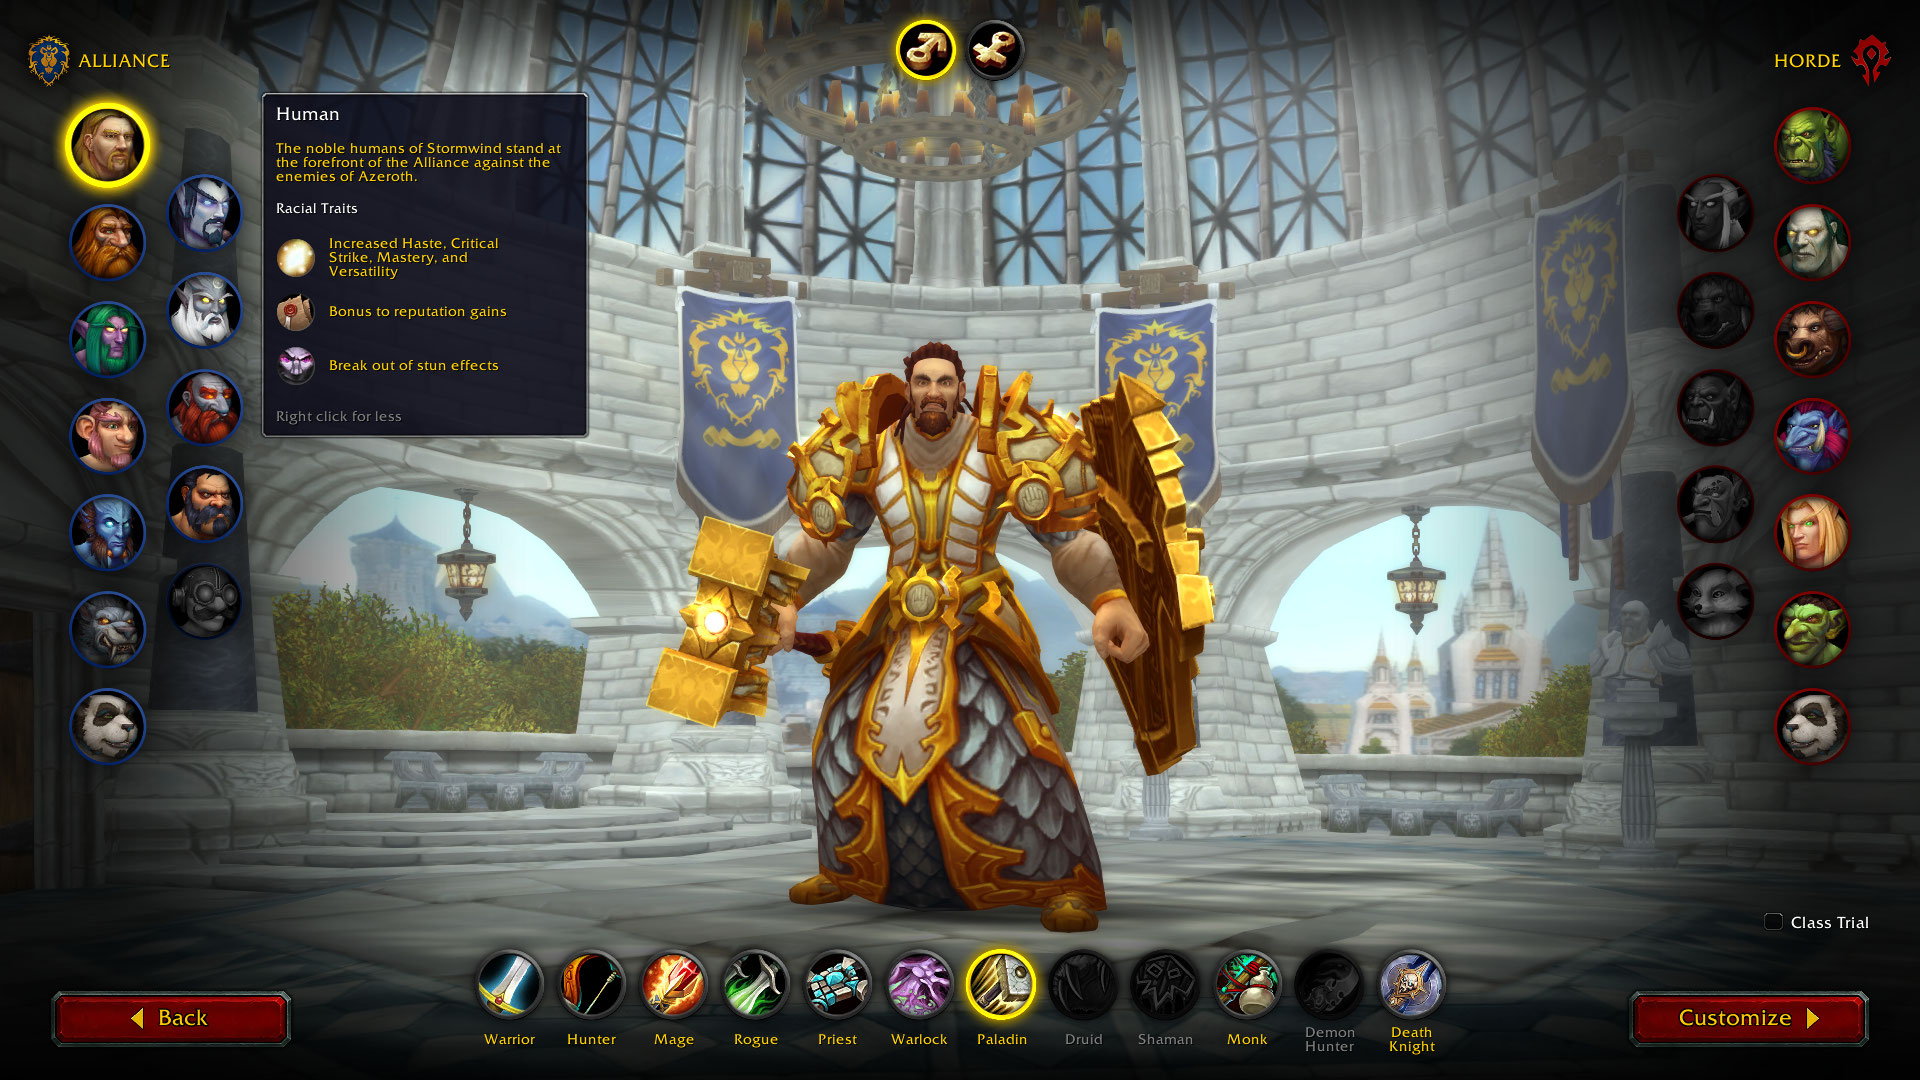 ALLIANCE
HORDE
Human
The noble humans of Stormwind stand at
the forefront of the Alliance against the
enemies of Azeroth.
Racial Traits
Increased Haste, Critical
Strike, Mastery, and
Versatility
Bonus to reputation gains
Break out of stun effects
Right click for less
Class Trial
Back
Warrior
Hunter
Mage
Rogue
Priest
Warlock
Paladin
Druid
Shaman
Monk
Demon
Hunter
Death
Knight
Customize